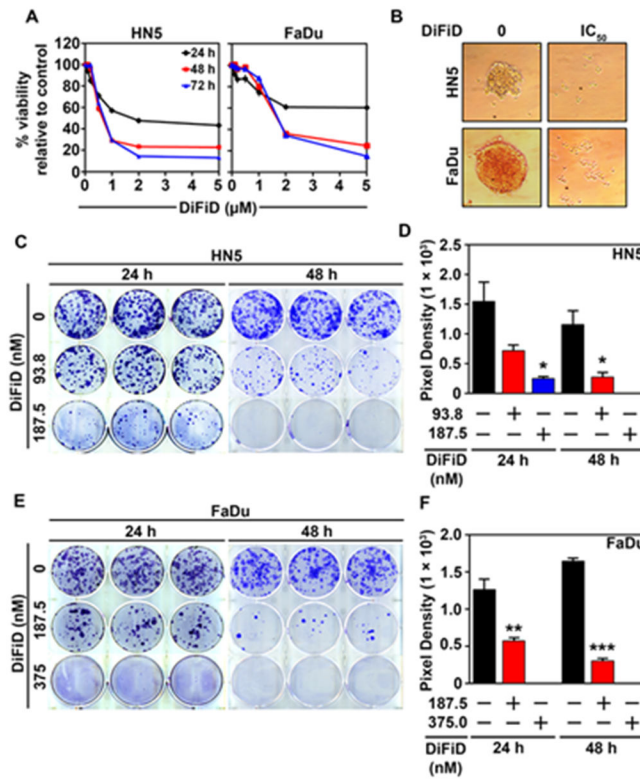 A
HN5
FaDu
% viability
relative to control
120
100
80
60
40
20
0
24 h
48 h
72 h
0 1 2 3 4 5
0 1 2 3 4 5
DiFiD (µM)
B
DiFiD 0 IC50
HN5
FaDu
C
HN5
24 h 48 h
DiFiD (nM)
0
93.8
187.5
D
HN5
Pixel Density (1 × 10³)
2.5
2.0
1.5
1.0
0.5
0
* *
93.8 – + – – + –
187.5 – – + – – +
DiFiD (nM) 24 h 48 h
E
FaDu
24 h 48 h
DiFiD (nM)
0
187.5
375
F
FaDu
Pixel Density (1 × 10³)
2.0
1.5
1.0
0.5
0
** ***
187.5 – + – – + –
375.0 – – + – – +
DiFiD (nM) 24 h 48 h